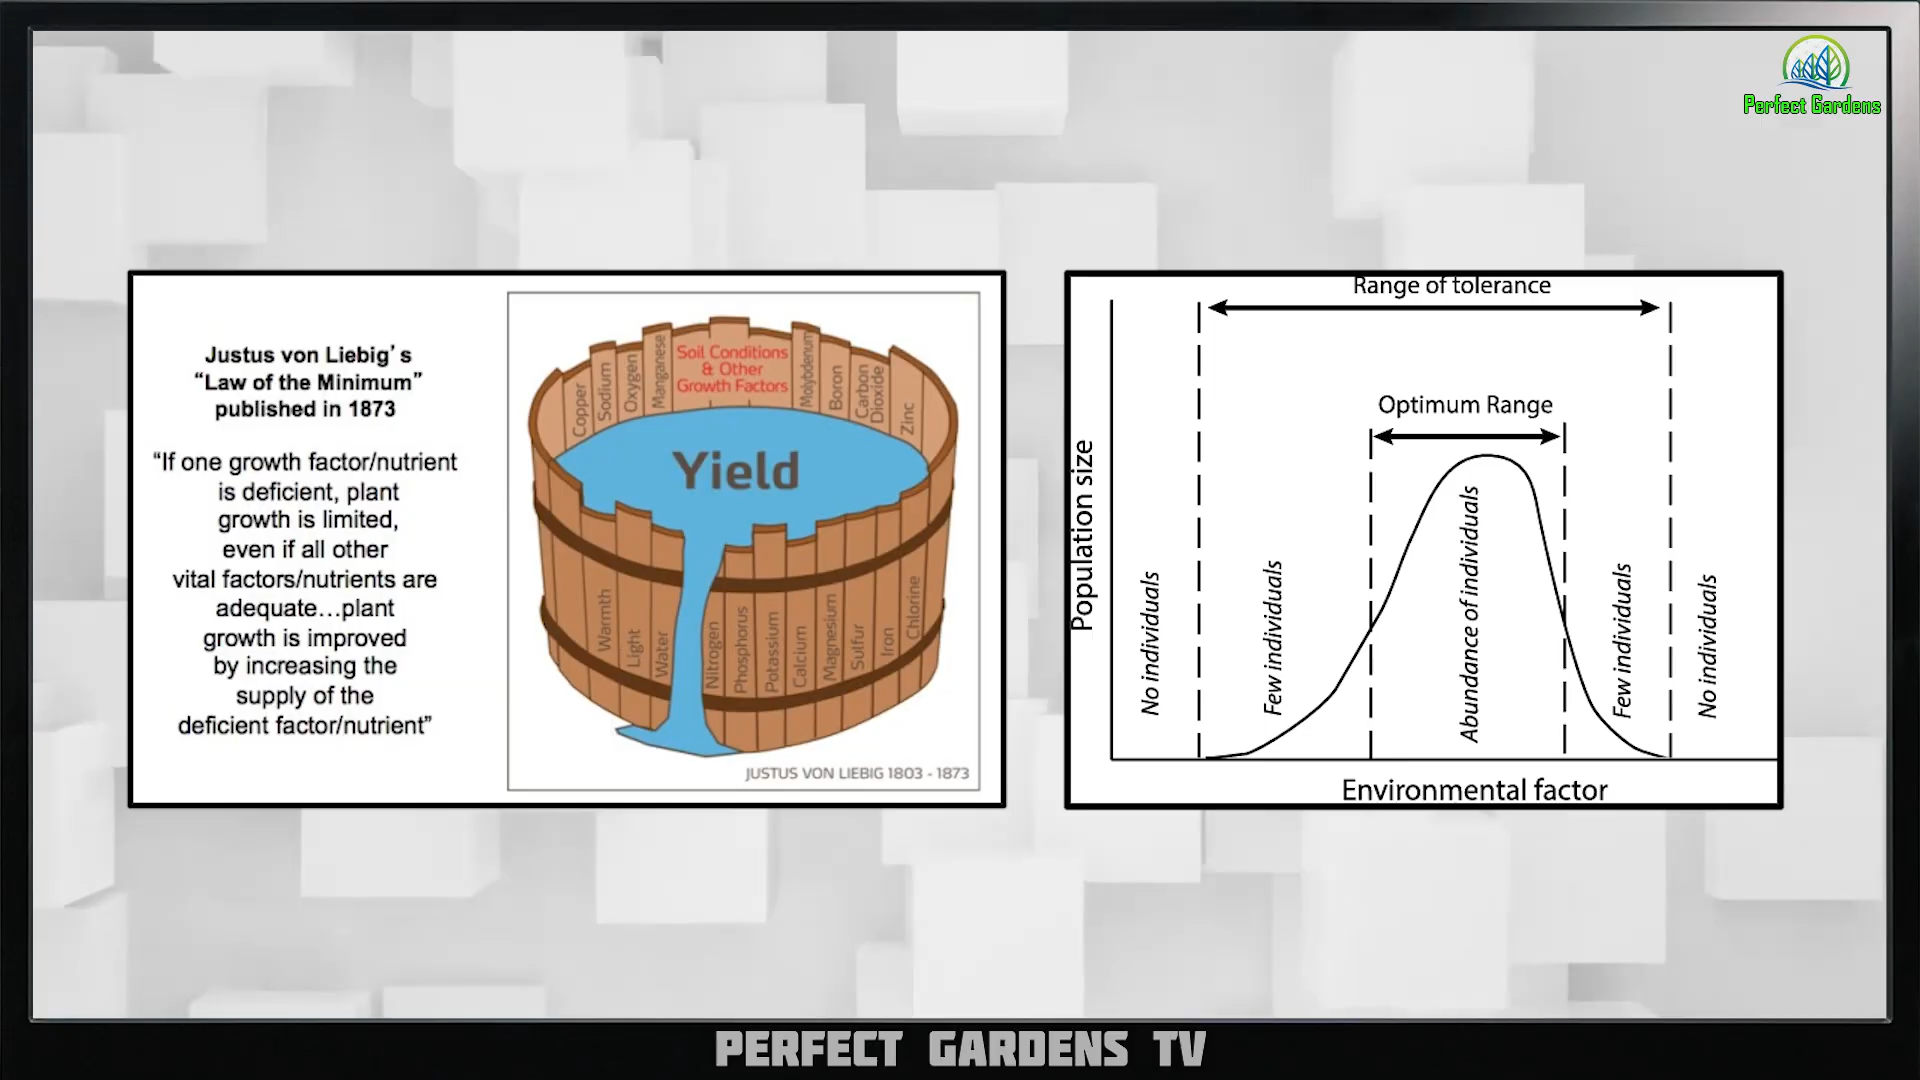 Perfect Gardens
Justus von Liebig's
“Law of the Minimum”
published in 1873
“If one growth factor/nutrient
is deficient, plant
growth is limited,
even if all other
vital factors/nutrients are
adequate…plant
growth is improved
by increasing the
supply of the
deficient factor/nutrient”
Copper
Sodium
Oxygen
Manganese
Soil Conditions
& Other
Growth Factors
Molybdenum
Boron
Carbon
Dioxide
Zinc
Yield
Warmth
Light
Water
Nitrogen
Phosphorus
Potassium
Calcium
Magnesium
Sulfur
Iron
Chlorine
JUSTUS VON LIEBIG 1803 - 1873
Range of tolerance
Optimum Range
Population size
No individuals
Few individuals
Abundance of individuals
Few individuals
No individuals
Environmental factor
PERFECT GARDENS TV